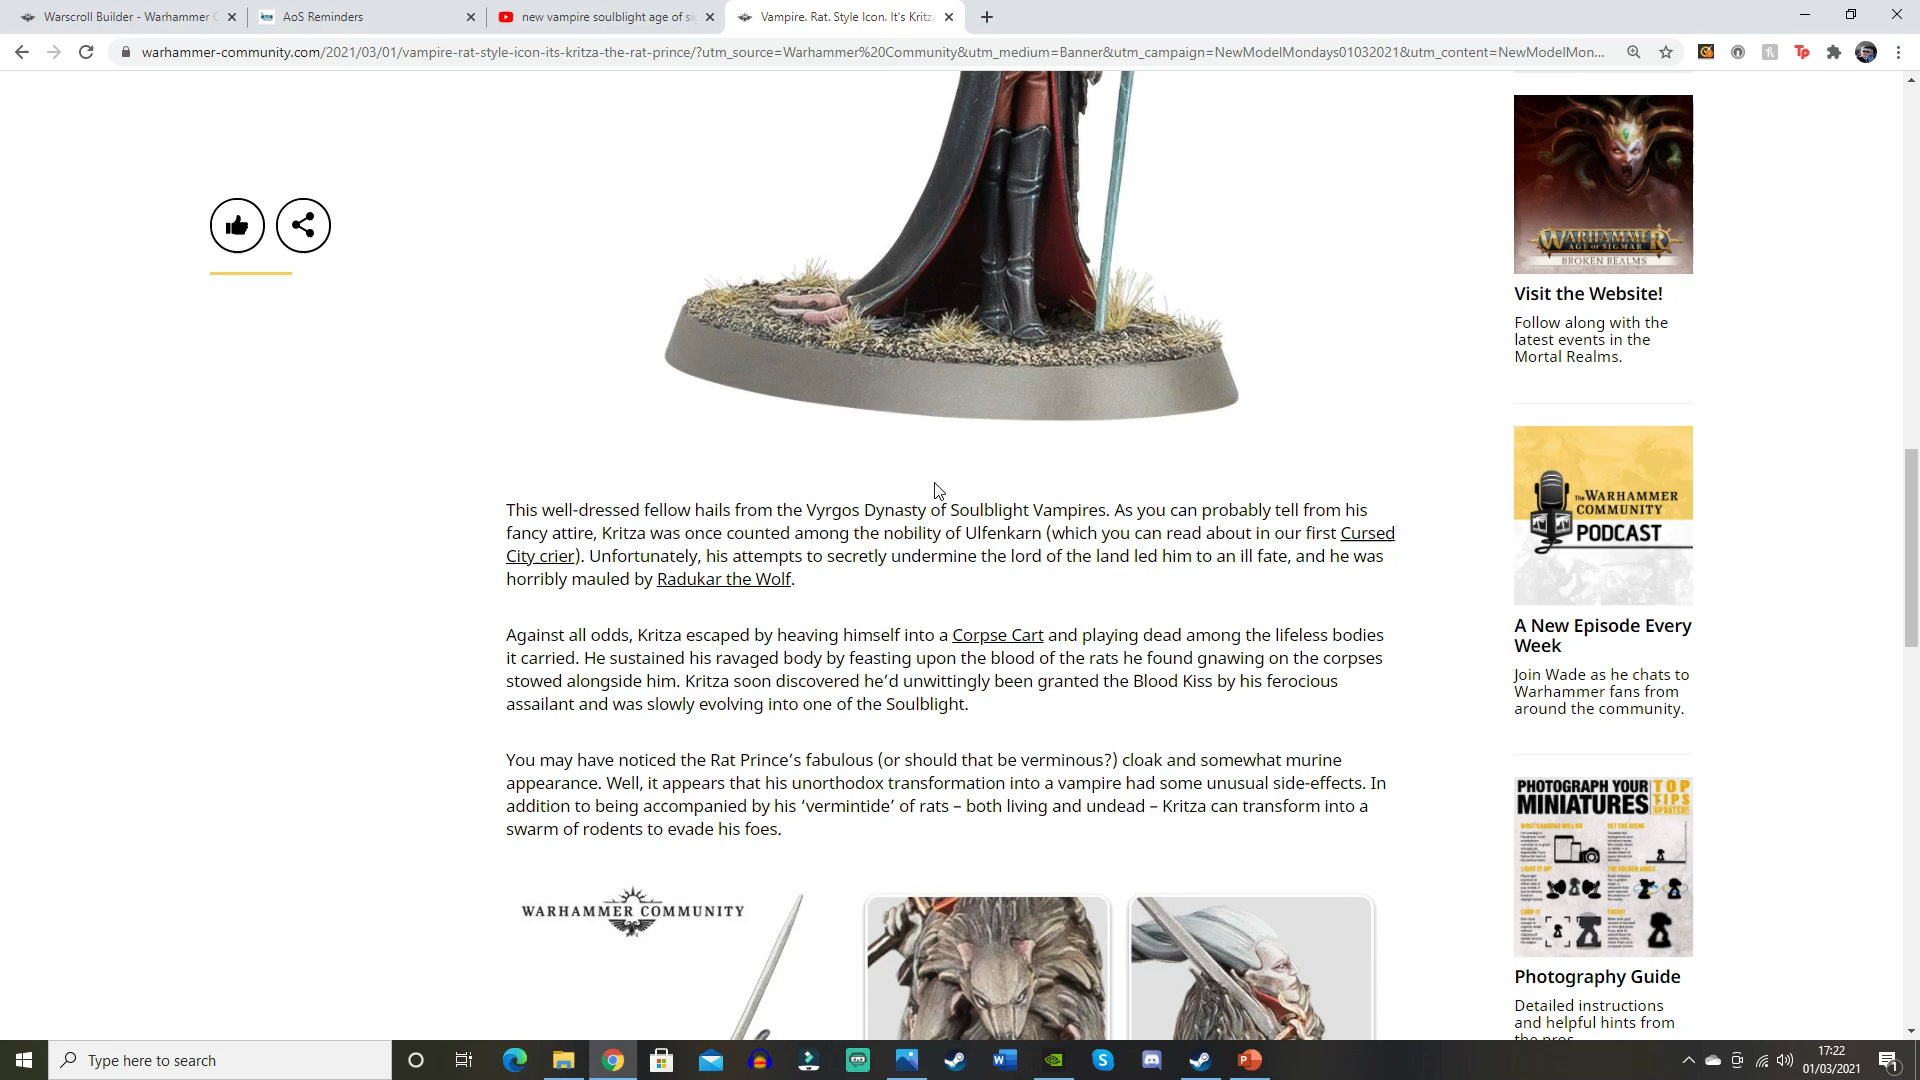 Warscroll Builder - Warhammer C
AoS Reminders
new vampire soulblight age of si
Vampire. Rat. Style Icon. It's Kritz
warhammer-community.com/2021/03/01/vampire-rat-style-icon-its-kritza-the-rat-prince/?utm_source=Warhammer%20Community&utm_medium=Banner&utm_campaign=NewModelMondays01032021&utm_content=NewModelMon...
This well-dressed fellow hails from the Vyrgos Dynasty of Soulblight Vampires. As you can probably tell from his
fancy attire, Kritza was once counted among the nobility of Ulfenkarn (which you can read about in our first Cursed
City crier). Unfortunately, his attempts to secretly undermine the lord of the land led him to an ill fate, and he was
horribly mauled by Radukar the Wolf.
Against all odds, Kritza escaped by heaving himself into a Corpse Cart and playing dead among the lifeless bodies
it carried. He sustained his ravaged body by feasting upon the blood of the rats he found gnawing on the corpses
stowed alongside him. Kritza soon discovered he’d unwittingly been granted the Blood Kiss by his ferocious
assailant and was slowly evolving into one of the Soulblight.
You may have noticed the Rat Prince’s fabulous (or should that be verminous?) cloak and somewhat murine
appearance. Well, it appears that his unorthodox transformation into a vampire had some unusual side-effects. In
addition to being accompanied by his ‘vermintide’ of rats – both living and undead – Kritza can transform into a
swarm of rodents to evade his foes.
WARHAMMER COMMUNITY
WARHAMMER
AGE OF SIGMAR
BROKEN REALMS
Visit the Website!
Follow along with the
latest events in the
Mortal Realms.
The WARHAMMER
COMMUNITY
PODCAST
A New Episode Every
Week
Join Wade as he chats to
Warhammer fans from
around the community.
PHOTOGRAPH YOUR
MINIATURES
TOP
TIPS
UPDATED!
Photography Guide
Detailed instructions
and helpful hints from
the pros.
Type here to search
17:22
01/03/2021